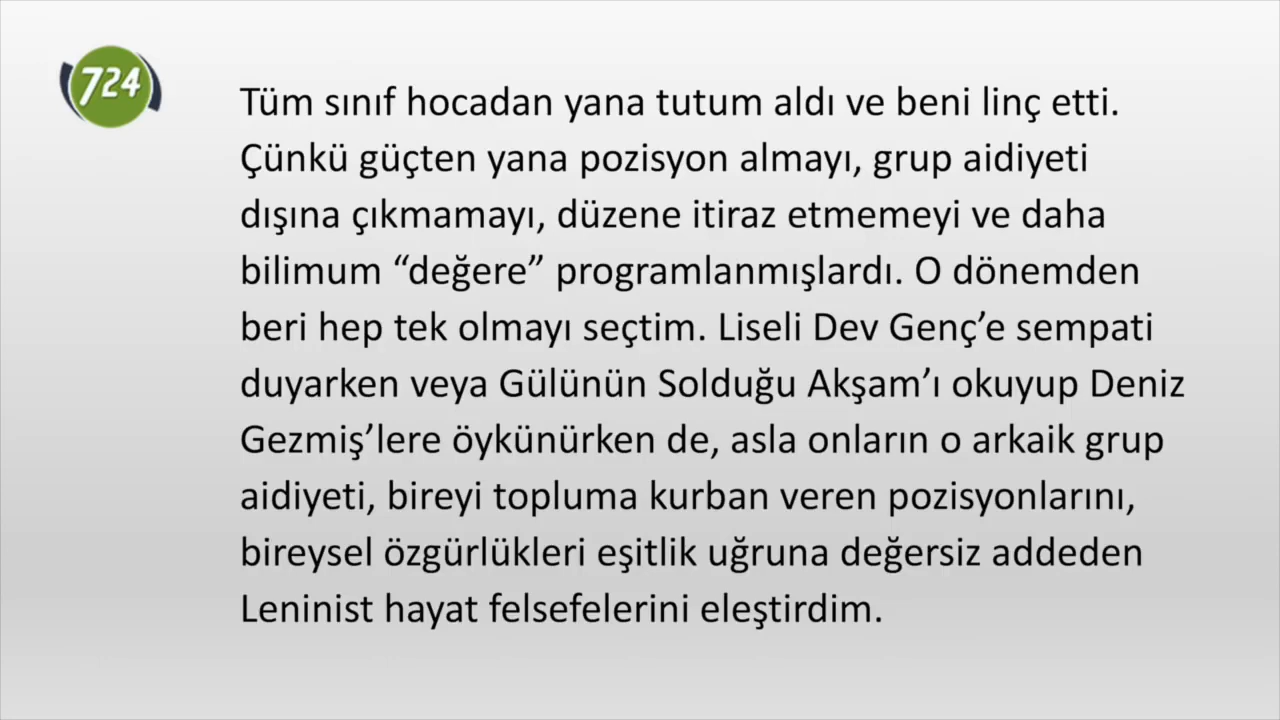 724
Tüm sınıf hocadan yana tutum aldı ve beni linç etti.
Çünkü güçten yana pozisyon almayı, grup aidiyeti
dışına çıkmamayı, düzene itiraz etmemeyi ve daha
bilimum “değere” programlanmışlardı. O dönemden
beri hep tek olmayı seçtim. Liseli Dev Genç’e sempati
duyarken veya Gülünün Solduğu Akşam’ı okuyup Deniz
Gezmiş’lere öykünürken de, asla onların o arkaik grup
aidiyeti, bireyi topluma kurban veren pozisyonlarını,
bireysel özgürlükleri eşitlik uğruna değersiz addeden
Leninist hayat felsefelerini eleştirdim.